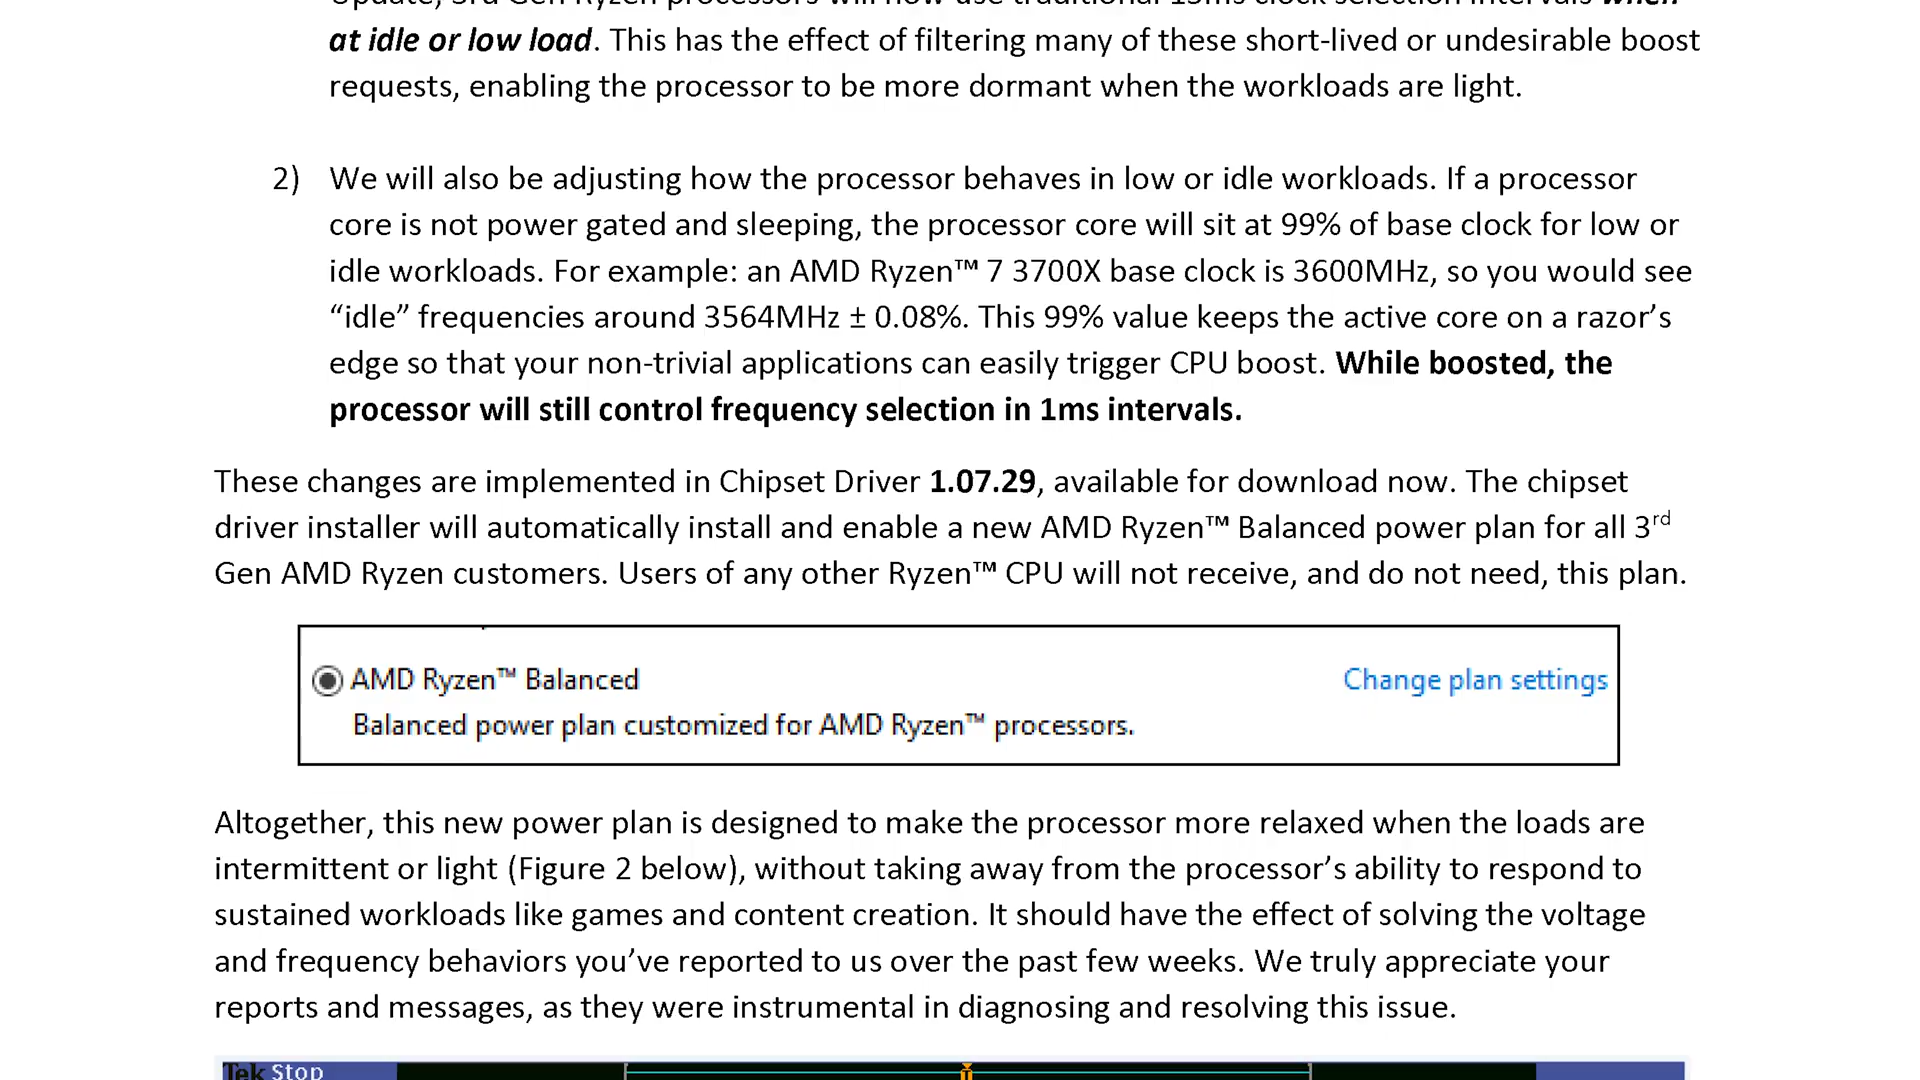 at idle or low load. This has the effect of filtering many of these short-lived or undesirable boost
requests, enabling the processor to be more dormant when the workloads are light.
2) We will also be adjusting how the processor behaves in low or idle workloads. If a processor
core is not power gated and sleeping, the processor core will sit at 99% of base clock for low or
idle workloads. For example: an AMD Ryzen™ 7 3700X base clock is 3600MHz, so you would see
“idle” frequencies around 3564MHz ± 0.08%. This 99% value keeps the active core on a razor’s
edge so that your non-trivial applications can easily trigger CPU boost. While boosted, the
processor will still control frequency selection in 1ms intervals.
These changes are implemented in Chipset Driver 1.07.29, available for download now. The chipset
driver installer will automatically install and enable a new AMD Ryzen™ Balanced power plan for all 3rd
Gen AMD Ryzen customers. Users of any other Ryzen™ CPU will not receive, and do not need, this plan.
AMD Ryzen™ Balanced Change plan settings
Balanced power plan customized for AMD Ryzen™ processors.
Altogether, this new power plan is designed to make the processor more relaxed when the loads are
intermittent or light (Figure 2 below), without taking away from the processor’s ability to respond to
sustained workloads like games and content creation. It should have the effect of solving the voltage
and frequency behaviors you’ve reported to us over the past few weeks. We truly appreciate your
reports and messages, as they were instrumental in diagnosing and resolving this issue.
Tek Stop